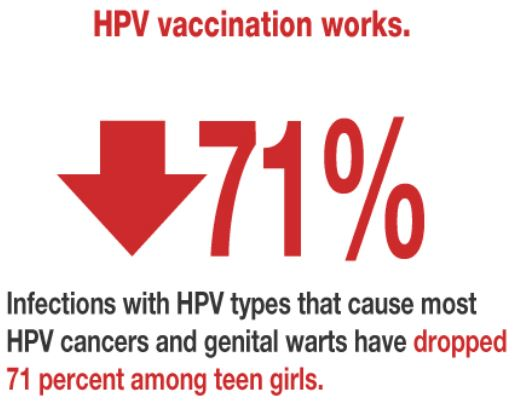 HPV vaccination works.
71%
Infections with HPV types that cause most
HPV cancers and genital warts have dropped
71 percent among teen girls.